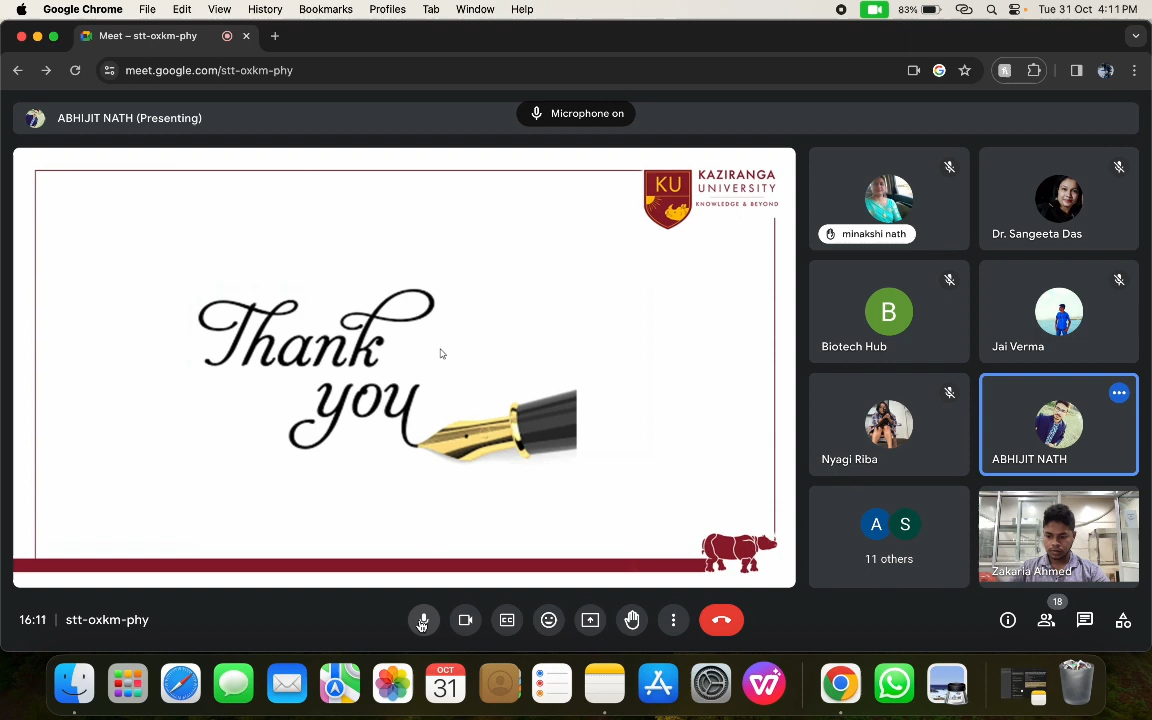 Google Chrome File Edit View History Bookmarks Profiles Tab Window Help 83% Tue 31 Oct 4:11 PM
Meet – stt-oxkm-phy
meet.google.com/stt-oxkm-phy
ABHIJIT NATH (Presenting)
Microphone on
KU
KAZIRANGA
UNIVERSITY
KNOWLEDGE & BEYOND
Thank
you
minakshi nath
Dr. Sangeeta Das
B
Biotech Hub
Jai Verma
Nyagi Riba
ABHIJIT NATH
A S
11 others
Zakaria Ahmed
16:11 stt-oxkm-phy
CC
18
OCT
31